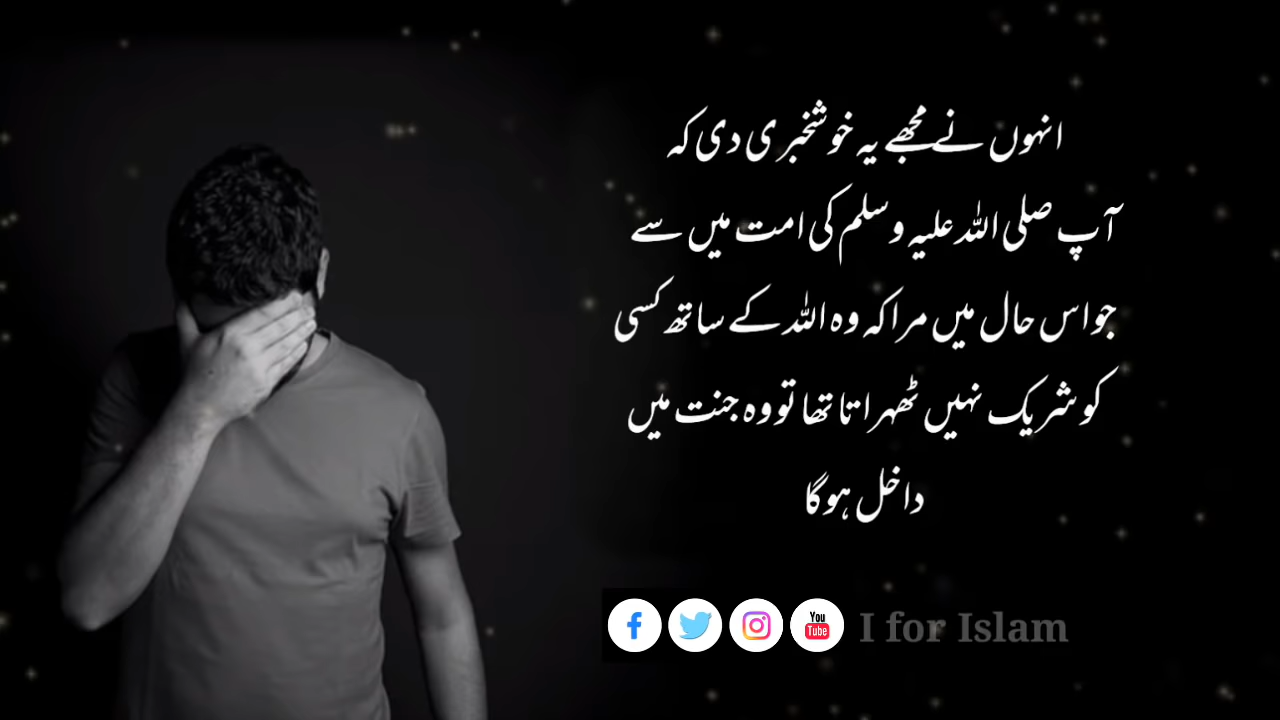 انہوں نے مجھے یہ خوشخبری دی کہ
آپ صلی اللہ علیہ وسلم کی امت میں سے
جو اس حال میں مرا کہ وہ اللہ کے ساتھ کسی
کو شریک نہیں ٹھہراتا تھا تو وہ جنت میں
داخل ہوگا
You Tube I for Islam